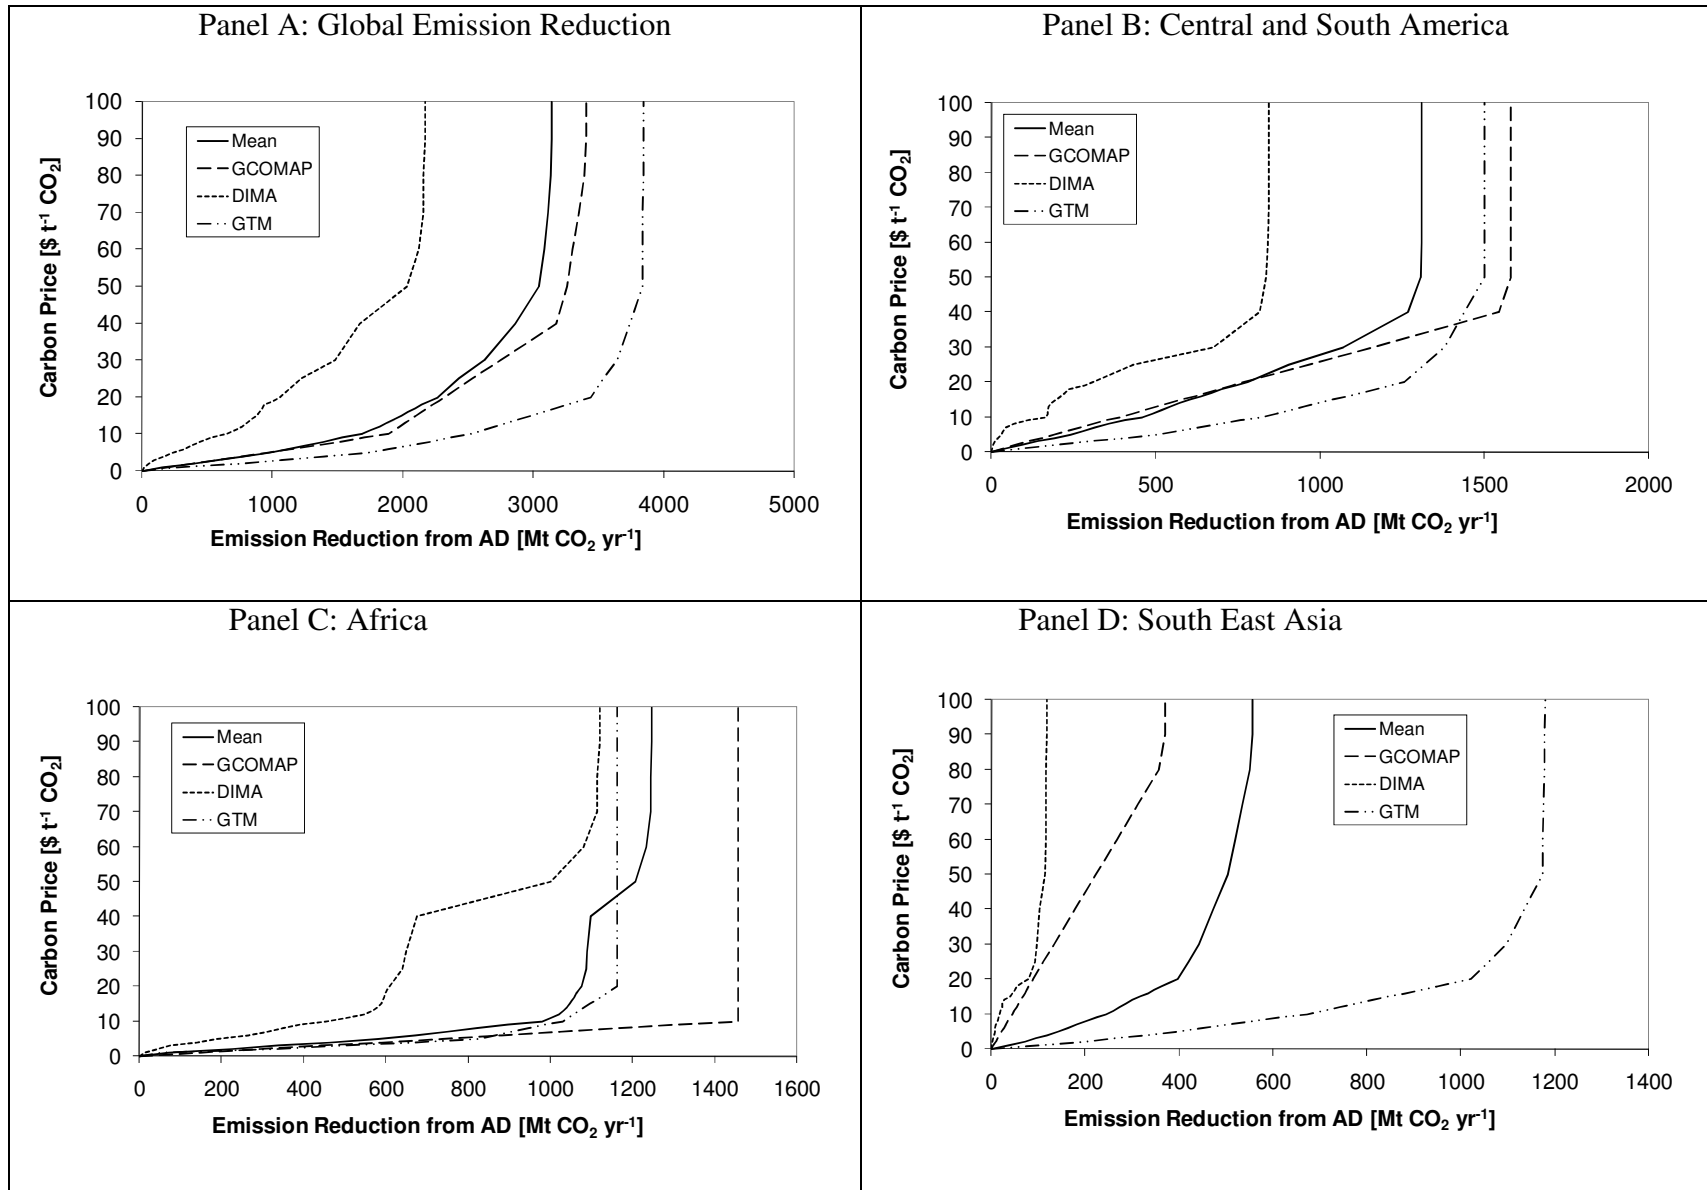 Panel A: Global Emission Reduction
100
90
80
70
60
50
40
30
20
10
0
Carbon Price [$ t-1 CO2]
Mean
GCOMAP
DIMA
GTM
0 1000 2000 3000 4000 5000
Emission Reduction from AD [Mt CO2 yr-1]
Panel B: Central and South America
100
90
80
70
60
50
40
30
20
10
0
Carbon Price [$ t-1 CO2]
Mean
GCOMAP
DIMA
GTM
0 500 1000 1500 2000
Emission Reduction from AD [Mt CO2 yr-1]
Panel C: Africa
100
90
80
70
60
50
40
30
20
10
0
Carbon Price [$ t-1 CO2]
Mean
GCOMAP
DIMA
GTM
0 200 400 600 800 1000 1200 1400 1600
Emission Reduction from AD [Mt CO2 yr-1]
Panel D: South East Asia
100
90
80
70
60
50
40
30
20
10
0
Carbon Price [$ t-1 CO2]
Mean
GCOMAP
DIMA
GTM
0 200 400 600 800 1000 1200 1400
Emission Reduction from AD [Mt CO2 yr-1]